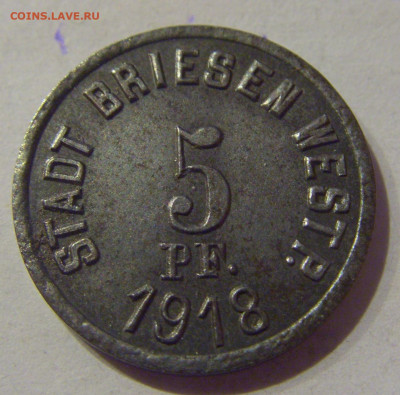 COINS.LAVE.RU
STADT BRIESEN WESTP.
5
PF.
1918